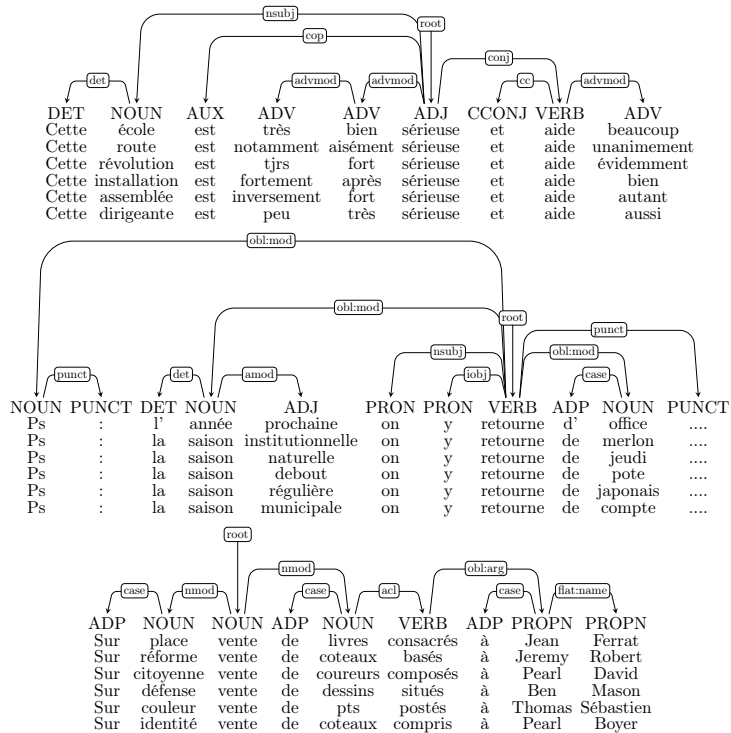 nsubj
root
cop
conj
det advmod advmod cc advmod
DET NOUN AUX ADV ADV ADJ CCONJ VERB ADV
Cette école est très bien sérieuse et aide beaucoup
Cette route est notamment aisément sérieuse et aide unanimement
Cette révolution est tjrs fort sérieuse et aide évidemment
Cette installation est fortement après sérieuse et aide bien
Cette assemblée est inversement fort sérieuse et aide autant
Cette dirigeante est peu très sérieuse et aide aussi
obl:mod
obl:mod
root
punct
nsubj obl:mod
punct det amod iobj case
NOUN PUNCT DET NOUN ADJ PRON PRON VERB ADP NOUN PUNCT
Ps : l' année prochaine on y retourne d' office ....
Ps : la saison institutionnelle on y retourne de merlon ....
Ps : la saison naturelle on y retourne de jeudi ....
Ps : la saison debout on y retourne de pote ....
Ps : la saison régulière on y retourne de japonais ....
Ps : la saison municipale on y retourne de compte ....
root
nmod obl:arg
case nmod case acl case flat:name
ADP NOUN NOUN ADP NOUN VERB ADP PROPN PROPN
Sur place vente de livres consacrés à Jean Ferrat
Sur réforme vente de coteaux basés à Jeremy Robert
Sur citoyenne vente de coureurs composés à Pearl David
Sur défense vente de dessins situés à Ben Mason
Sur couleur vente de pts postés à Thomas Sébastien
Sur identité vente de coteaux compris à Pearl Boyer